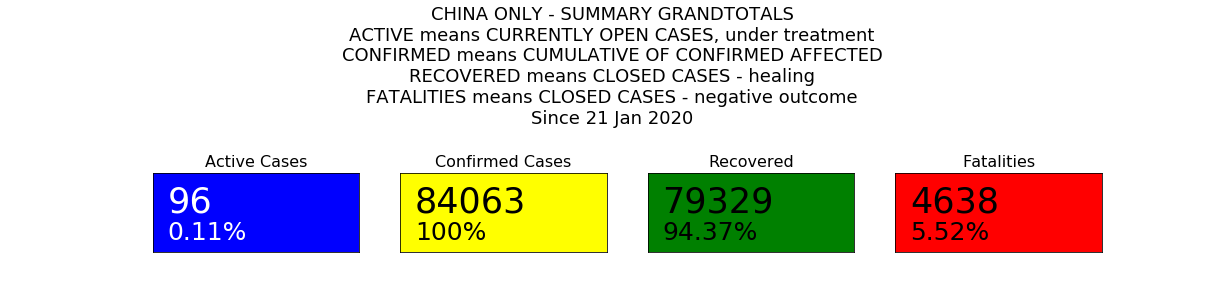 CHINA ONLY - SUMMARY GRANDTOTALS
ACTIVE means CURRENTLY OPEN CASES, under treatment
CONFIRMED means CUMULATIVE OF CONFIRMED AFFECTED
RECOVERED means CLOSED CASES - healing
FATALITIES means CLOSED CASES - negative outcome
Since 21 Jan 2020
Active Cases
96
0.11%
Confirmed Cases
84063
100%
Recovered
79329
94.37%
Fatalities
4638
5.52%